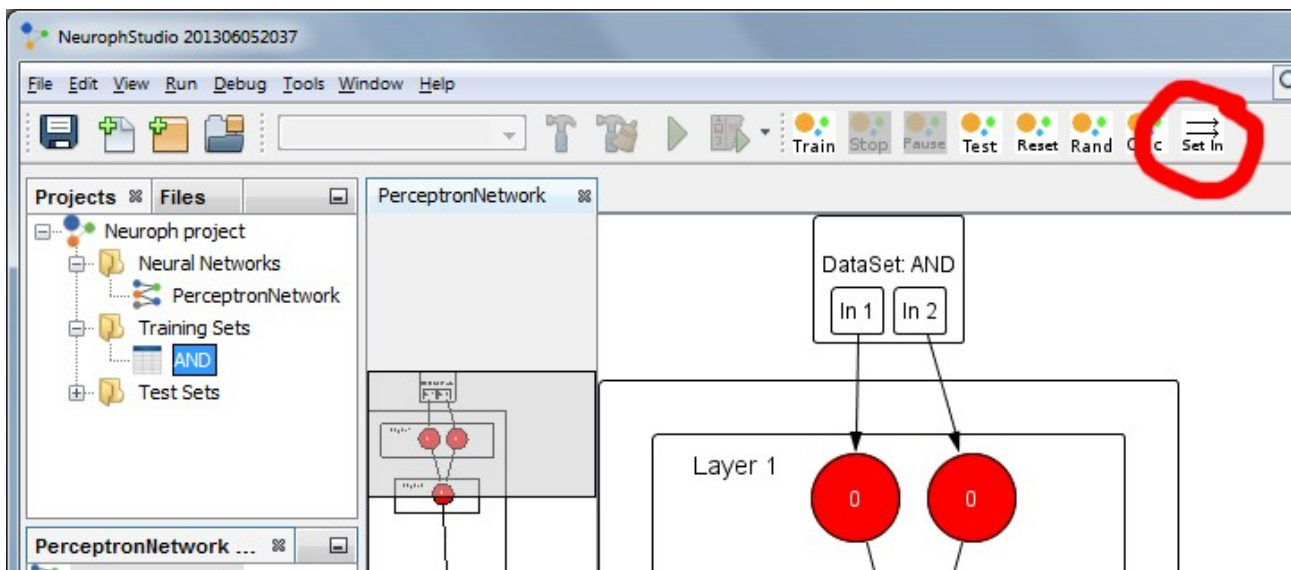 NeurophStudio 201306052037
File Edit View Run Debug Tools Window Help
Train Stop Pause Test Reset Rand Set In
Projects Files
PerceptronNetwork
Neuroph project
Neural Networks
PerceptronNetwork
Training Sets
AND
Test Sets
DataSet: AND
In 1 In 2
Layer 1
0 0
PerceptronNetwork ...